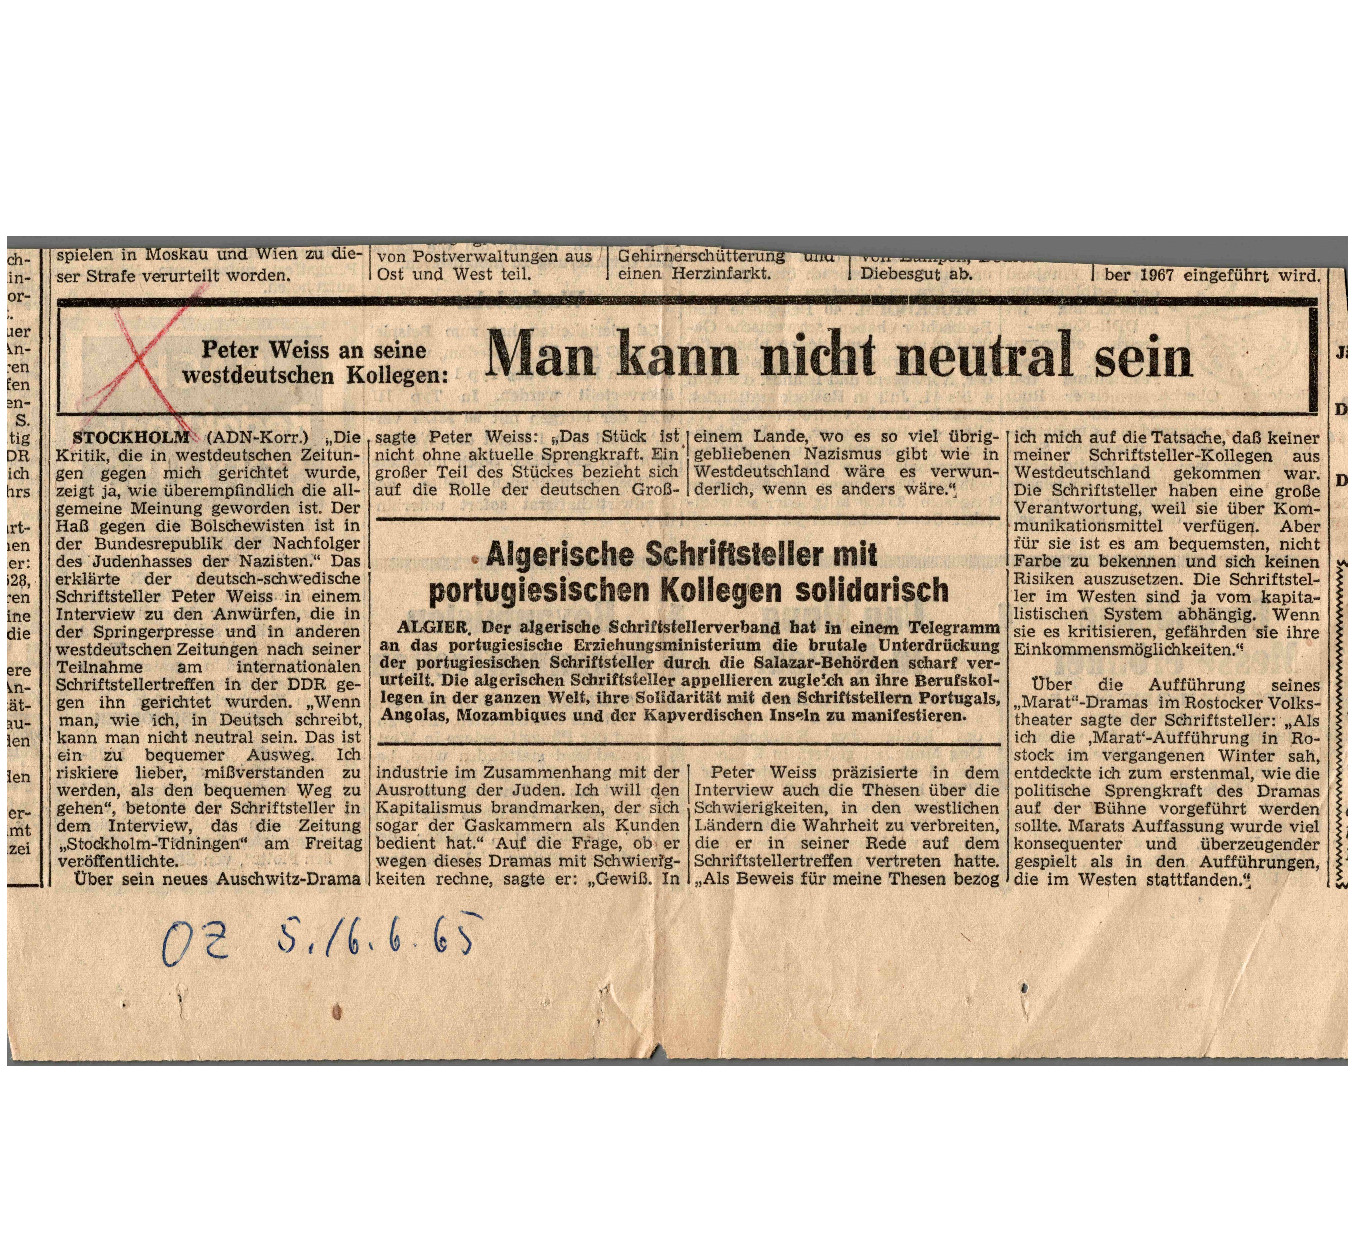 spielen in Moskau und Wien zu die-
ser Strafe verurteilt worden.
von Postverwaltungen aus
Ost und West teil.
Gehirnerschütterung und
einen Herzinfarkt.
Diebesgut ab.
ber 1967 eingeführt wird.
Peter Weiss an seine
westdeutschen Kollegen:
Man kann nicht neutral sein
STOCKHOLM (ADN-Korr.) „Die
Kritik, die in westdeutschen Zeitun-
gen gegen mich gerichtet wurde,
zeigt ja, wie überempfindlich die all-
gemeine Meinung geworden ist. Der
Haß gegen die Bolschewisten ist in
der Bundesrepublik der Nachfolger
des Judenhasses der Nazisten.“ Das
erklärte der deutsch-schwedische
Schriftsteller Peter Weiss in einem
Interview zu den Anwürfen, die in
der Springerpresse und in anderen
westdeutschen Zeitungen nach seiner
Teilnahme am internationalen
Schriftstellertreffen in der DDR ge-
gen ihn gerichtet wurden. „Wenn
man, wie ich, in Deutsch schreibt,
kann man nicht neutral sein. Das ist
ein zu bequemer Ausweg. Ich
riskiere lieber, mißverstanden zu
werden, als den bequemen Weg zu
gehen“, betonte der Schriftsteller in
dem Interview, das die Zeitung
„Stockholm-Tidningen“ am Freitag
veröffentlichte.
Über sein neues Auschwitz-Drama
sagte Peter Weiss: „Das Stück ist
nicht ohne aktuelle Sprengkraft. Ein
großer Teil des Stückes bezieht sich
auf die Rolle der deutschen Groß-
industrie im Zusammenhang mit der
Ausrottung der Juden. Ich will den
Kapitalismus brandmarken, der sich
sogar der Gaskammern als Kunden
bedient hat.“ Auf die Frage, ob er
wegen dieses Dramas mit Schwierig-
keiten rechne, sagte er: „Gewiß. In
einem Lande, wo es so viel übrig-
gebliebenen Nazismus gibt wie in
Westdeutschland wäre es verwun-
derlich, wenn es anders wäre.“
Peter Weiss präzisierte in dem
Interview auch die Thesen über die
Schwierigkeiten, in den westlichen
Ländern die Wahrheit zu verbreiten,
die er in seiner Rede auf dem
Schriftstellertreffen vertreten hatte.
„Als Beweis für meine Thesen bezog
ich mich auf die Tatsache, daß keiner
meiner Schriftsteller-Kollegen aus
Westdeutschland gekommen war.
Die Schriftsteller haben eine große
Verantwortung, weil sie über Kom-
munikationsmittel verfügen. Aber
für sie ist es am bequemsten, nicht
Farbe zu bekennen und sich keinen
Risiken auszusetzen. Die Schriftstel-
ler im Westen sind ja vom kapita-
listischen System abhängig. Wenn
sie es kritisieren, gefährden sie ihre
Einkommensmöglichkeiten.“
Über die Aufführung seines
„Marat“-Dramas im Rostocker Volks-
theater sagte der Schriftsteller: „Als
ich die ‚Marat‘-Aufführung in Ro-
stock im vergangenen Winter sah,
entdeckte ich zum erstenmal, wie die
politische Sprengkraft des Dramas
auf der Bühne vorgeführt werden
sollte. Marats Auffassung wurde viel
konsequenter und überzeugender
gespielt als in den Aufführungen,
die im Westen stattfanden.“
Algerische Schriftsteller mit
portugiesischen Kollegen solidarisch
ALGIER. Der algerische Schriftstellerverband hat in einem Telegramm
an das portugiesische Erziehungsministerium die brutale Unterdrückung
der portugiesischen Schriftsteller durch die Salazar-Behörden scharf ver-
urteilt. Die algerischen Schriftsteller appellieren zugleich an ihre Berufskol-
legen in der ganzen Welt, ihre Solidarität mit den Schriftstellern Portugals,
Angolas, Mozambiques und der Kapverdischen Inseln zu manifestieren.
OZ 5./6.6.65